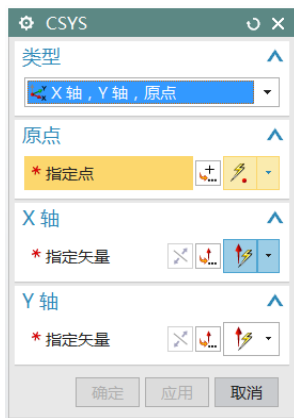 CSYS
类型
X 轴，Y 轴，原点
原点
* 指定点
X 轴
* 指定矢量
Y 轴
* 指定矢量
确定 应用 取消